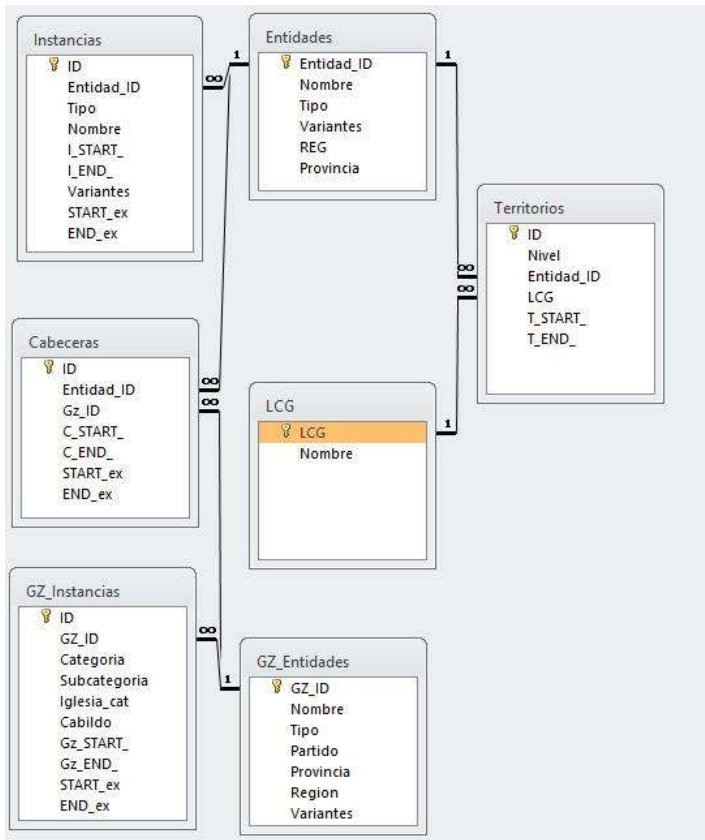 Instancias
ID
Entidad_ID
Tipo
Nombre
I_START_
I_END_
Variantes
START_ex
END_ex
Entidades
Entidad_ID
Nombre
Tipo
Variantes
REG
Provincia
Territorios
ID
Nivel
Entidad_ID
LCG
T_START_
T_END_
Cabeceras
ID
Entidad_ID
Gz_ID
C_START_
C_END_
START_ex
END_ex
LCG
LCG
Nombre
GZ_Instancias
ID
GZ_ID
Categoria
Subcategoria
Iglesia_cat
Cabildo
Gz_START_
Gz_END_
START_ex
END_ex
GZ_Entidades
GZ_ID
Nombre
Tipo
Partido
Provincia
Region
Variantes
1
∞
1
∞
∞
∞
∞
1
∞
1